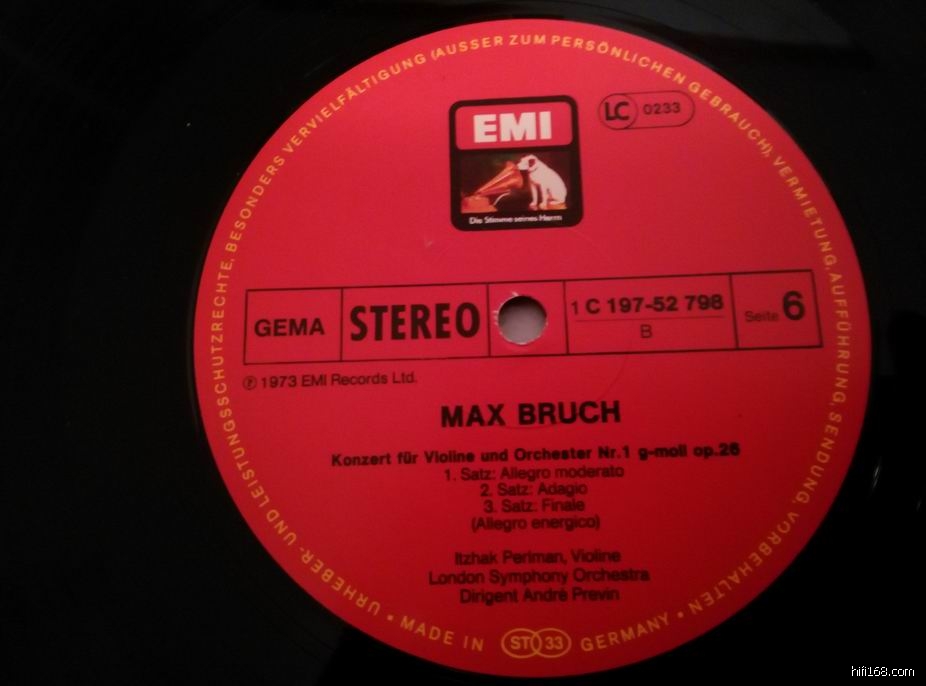 URHEBER- UND LEISTUNGSSCHUTZRECHTE, BESONDERS VERVIELFÄLTIGUNG (AUSSER ZUM PERSÖNLICHEN GEBRAUCH), VERMIETUNG, AUFFÜHRUNG, SENDUNG, VORBEHALTEN
EMI
Die Stimme seines Herrn
LC 0233
GEMA
STEREO
1 C 197-52 798
B
Seite 6
℗ 1973 EMI Records Ltd.
MAX BRUCH
Konzert für Violine und Orchester Nr.1 g-moll op.26
1. Satz: Allegro moderato
2. Satz: Adagio
3. Satz: Finale
(Allegro energico)
Itzhak Perlman, Violine
London Symphony Orchestra
Dirigent André Previn
MADE IN ST 33 GERMANY
hifi168.com